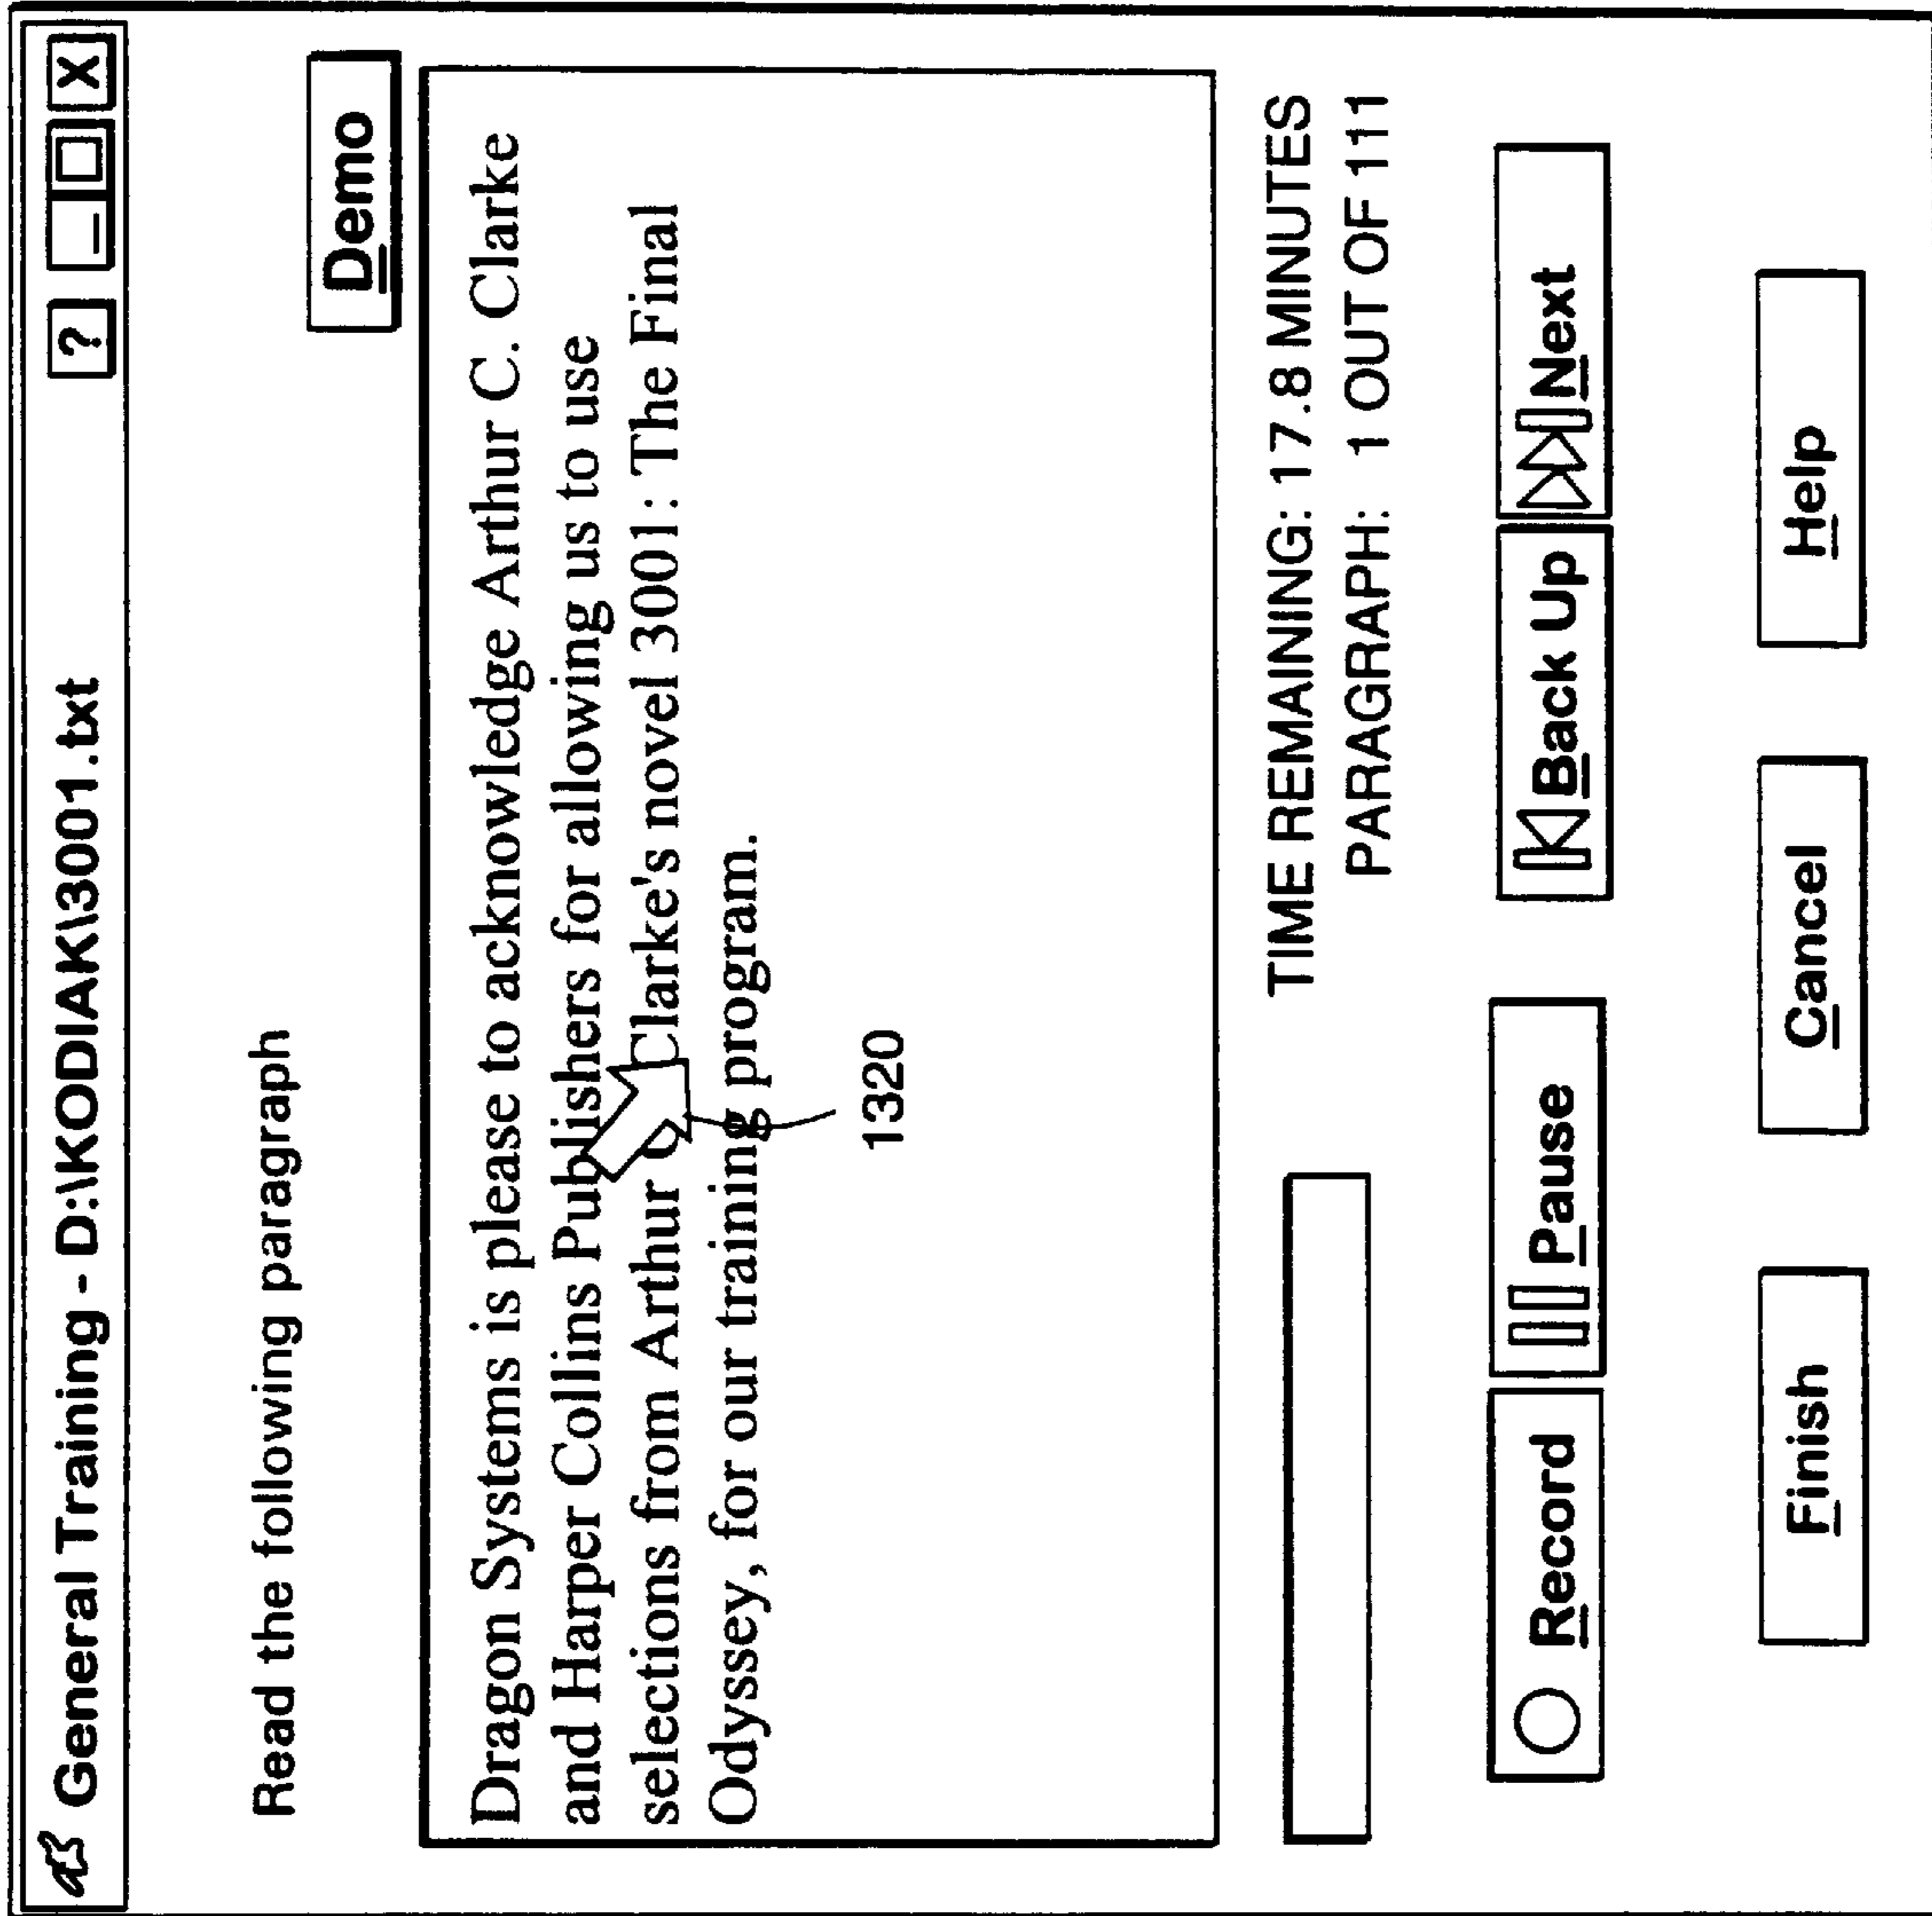 General Training - D:\KODIAK\3001.txt ? _ X
Read the following paragraph
Demo
Dragon Systems is please to acknowledge Arthur C. Clarke
and Harper Collins Publishers for allowing us to use
selections from Arthur C Clarke's novel 3001: The Final
Odyssey, for our training program.
1320
TIME REMAINING: 17.8 MINUTES
PARAGRAPH: 1 OUT OF 111
Record Pause Back Up Next
Finish Cancel Help